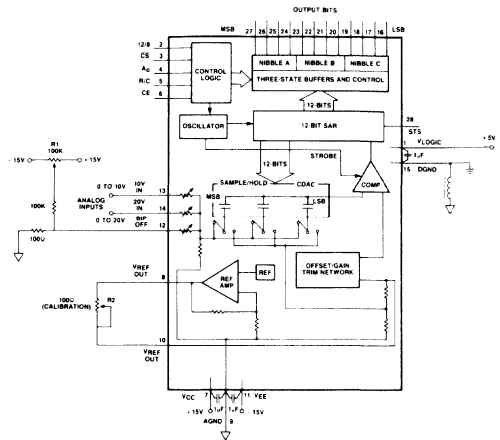 OUTPUT BITS
MSB 27 26 25 24 23 22 21 20 19 18 17 16 LSB
NIBBLE A NIBBLE B NIBBLE C
THREE-STATE BUFFERS AND CONTROL
12/8 2
CS 3
A0 4
R/C 5
CE 6
CONTROL LOGIC
12-BITS
OSCILLATOR
12-BIT SAR
28
STS
12-BITS
STROBE
COMP
1 VLOGIC
+ 5V
1µF
15 DGND
R1
100K
- 15V
+ 15V
100K
100Ω
ANALOG INPUTS
0 TO 10V
10V IN
13
20V IN
14
0 TO 20V
BIP OFF
12
SAMPLE/HOLD
CDAC
MSB
LSB
OFFSET/GAIN TRIM NETWORK
VREF OUT
8
REF AMP
REF
100Ω
(CALIBRATION)
R2
10
VREF OUT
VCC 7
11 VEE
+ 15V
1µF
1µF
- 15V
AGND 9